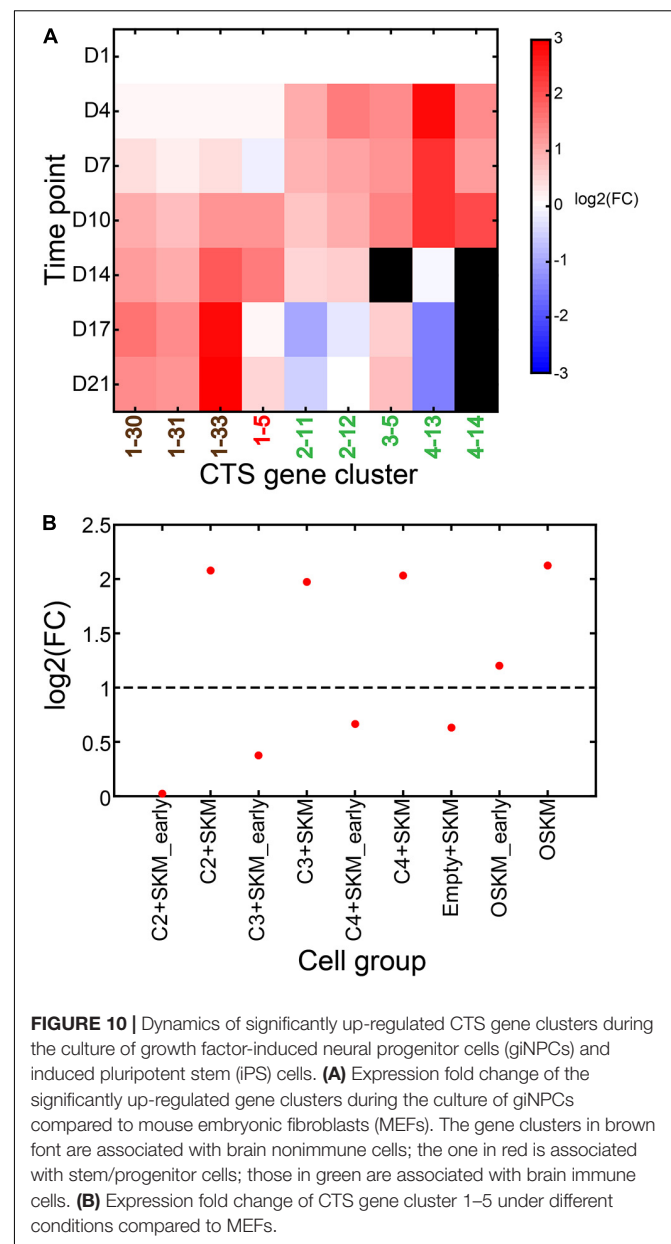 A
D1
D4
D7
D10
D14
D17
D21
Time point
1-30
1-31
1-33
1-5
2-11
2-12
3-5
4-13
4-14
CTS gene cluster
3
2
1
0
-1
-2
-3
log2(FC)
B
2.5
2
1.5
1
0.5
0
log2(FC)
C2+SKM_early
C2+SKM
C3+SKM_early
C3+SKM
C4+SKM_early
C4+SKM
Empty+SKM
OSKM_early
OSKM
Cell group
FIGURE 10 | Dynamics of significantly up-regulated CTS gene clusters during
the culture of growth factor-induced neural progenitor cells (giNPCs) and
induced pluripotent stem (iPS) cells. (A) Expression fold change of the
significantly up-regulated gene clusters during the culture of giNPCs
compared to mouse embryonic fibroblasts (MEFs). The gene clusters in brown
font are associated with brain nonimmune cells; the one in red is associated
with stem/progenitor cells; those in green are associated with brain immune
cells. (B) Expression fold change of CTS gene cluster 1–5 under different
conditions compared to MEFs.